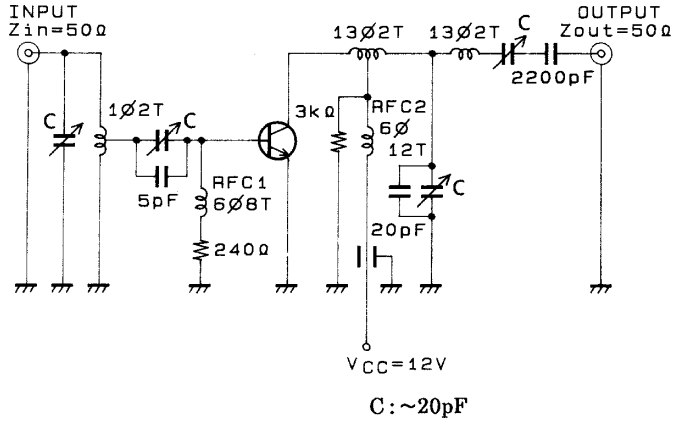 INPUT
Zin=50Ω
C
1Ø2T
C
5pF
RFC1
6Ø8T
240Ω
13Ø2T
13Ø2T
C
2200pF
OUTPUT
Zout=50Ω
3kΩ
RFC2
6Ø
12T
20pF
C
VCC=12V
C:~20pF